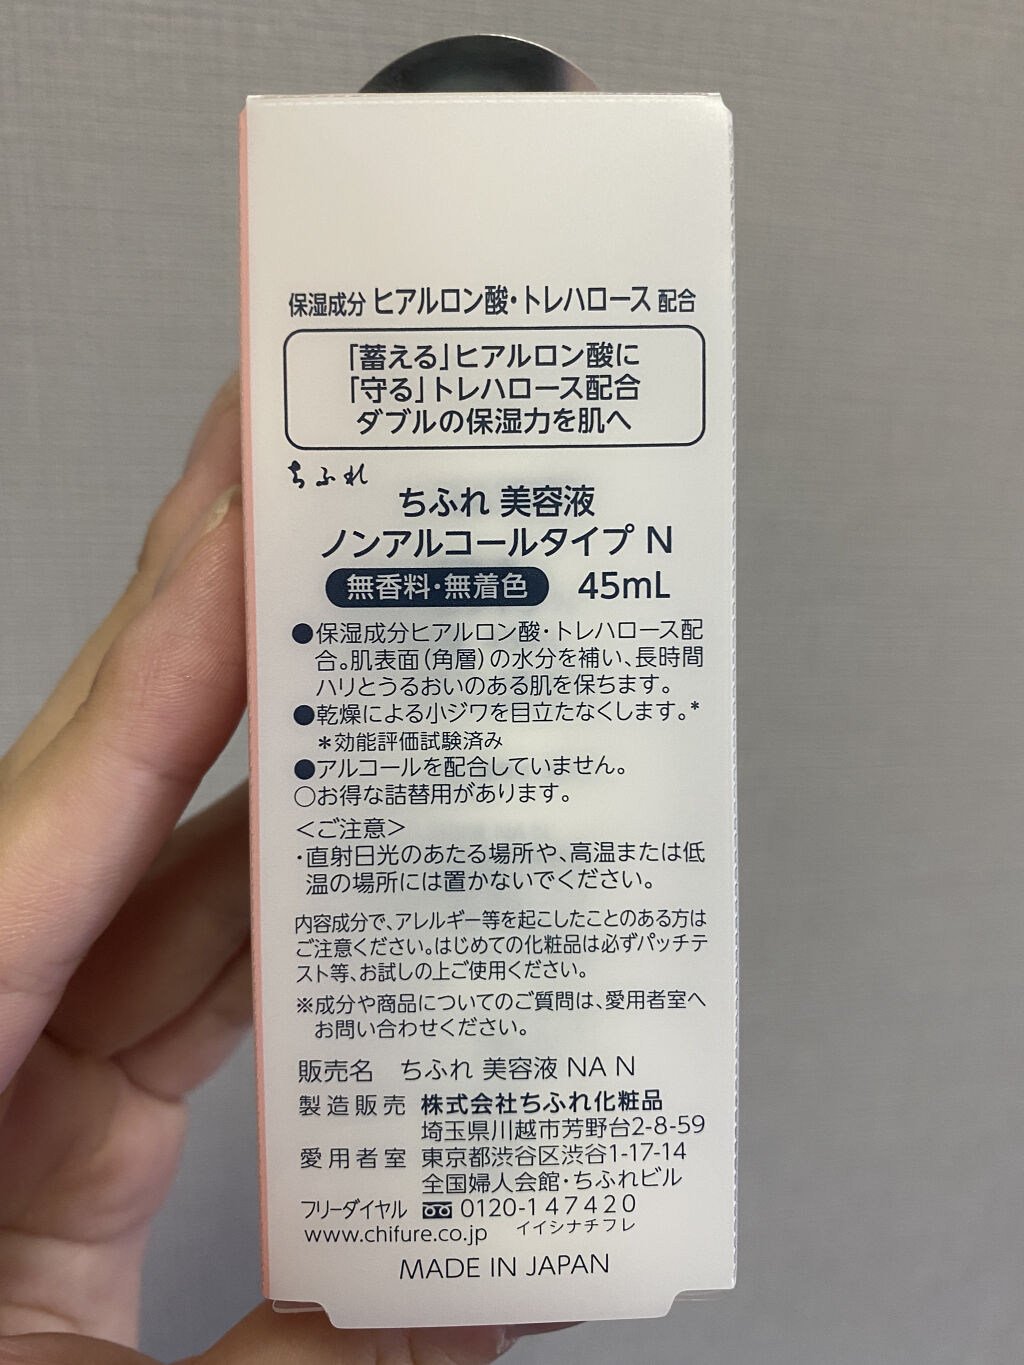 保湿成分 ヒアルロン酸・トレハロース 配合
「蓄える」ヒアルロン酸に
「守る」トレハロース配合
ダブルの保湿力を肌へ
ちふれ
ちふれ 美容液
ノンアルコールタイプ N
無香料・無着色 45mL
●保湿成分ヒアルロン酸・トレハロース配
合。肌表面（角層）の水分を補い、長時間
ハリとうるおいのある肌を保ちます。
●乾燥による小ジワを目立たなくします。*
*効能評価試験済み
●アルコールを配合していません。
○お得な詰替用があります。
＜ご注意＞
・直射日光のあたる場所や、高温または低
温の場所には置かないでください。
内容成分で、アレルギー等を起こしたことのある方は
ご注意ください。はじめての化粧品は必ずパッチテ
スト等、お試しの上ご使用ください。
※成分や商品についてのご質問は、愛用者室へ
お問い合わせください。
販売名 ちふれ 美容液 NA N
製造販売 株式会社ちふれ化粧品
埼玉県川越市芳野台2-8-59
愛用者室 東京都渋谷区渋谷1-17-14
全国婦人会館・ちふれビル
フリーダイヤル 0120-147420
www.chifure.co.jp イイシナチフレ
MADE IN JAPAN